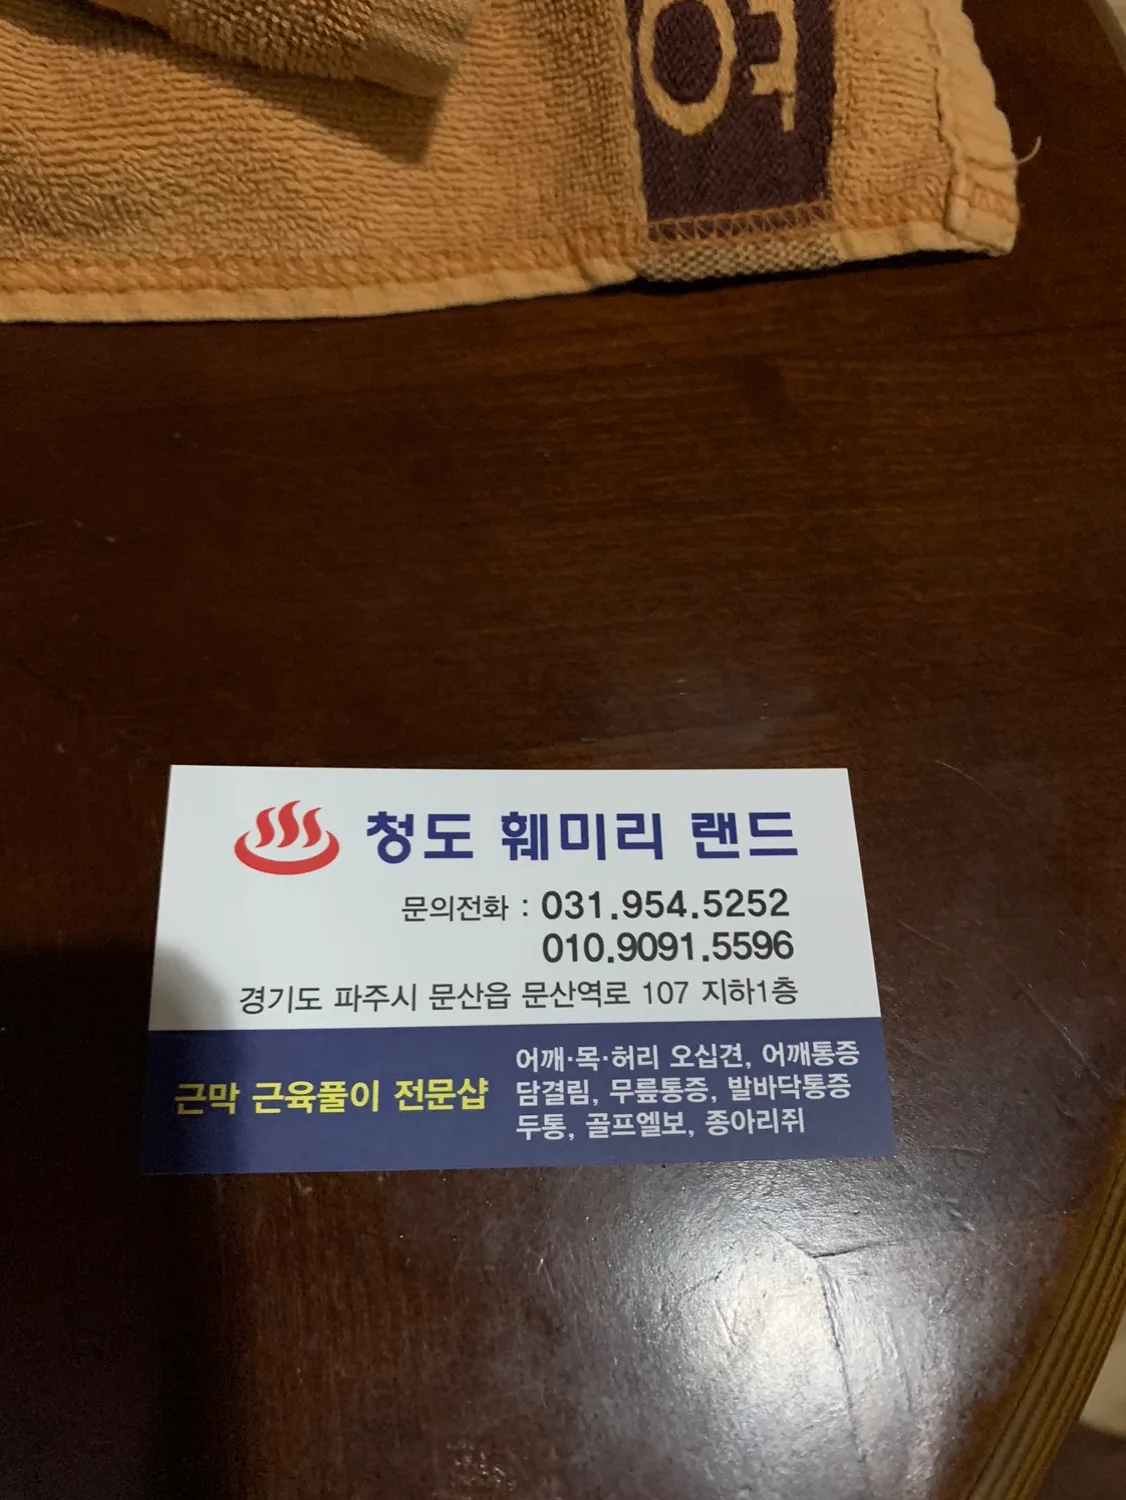 여
청도 훼미리 랜드
문의전화 : 031.954.5252
010.9091.5596
경기도 파주시 문산읍 문산역로 107 지하1층
근막 근육풀이 전문샵
어깨·목·허리 오십견, 어깨통증
담결림, 무릎통증, 발바닥통증
두통, 골프엘보, 종아리쥐